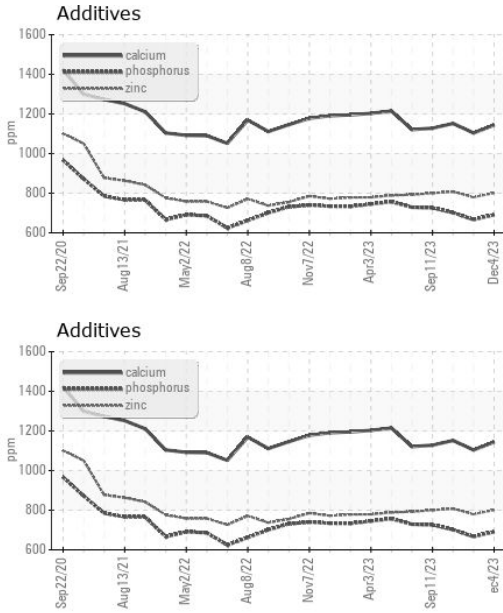 Additives
1600
1400
1200
1000
800
600
ppm
calcium
phosphorus
zinc
Sep22/20
Aug13/21
May2/22
Aug8/22
Nov7/22
Apr3/23
Sep11/23
Dec4/23
Additives
1600
1400
1200
1000
800
600
ppm
calcium
phosphorus
zinc
Sep22/20
Aug13/21
May2/22
Aug8/22
Nov7/22
Apr3/23
Sep11/23
ec4/23